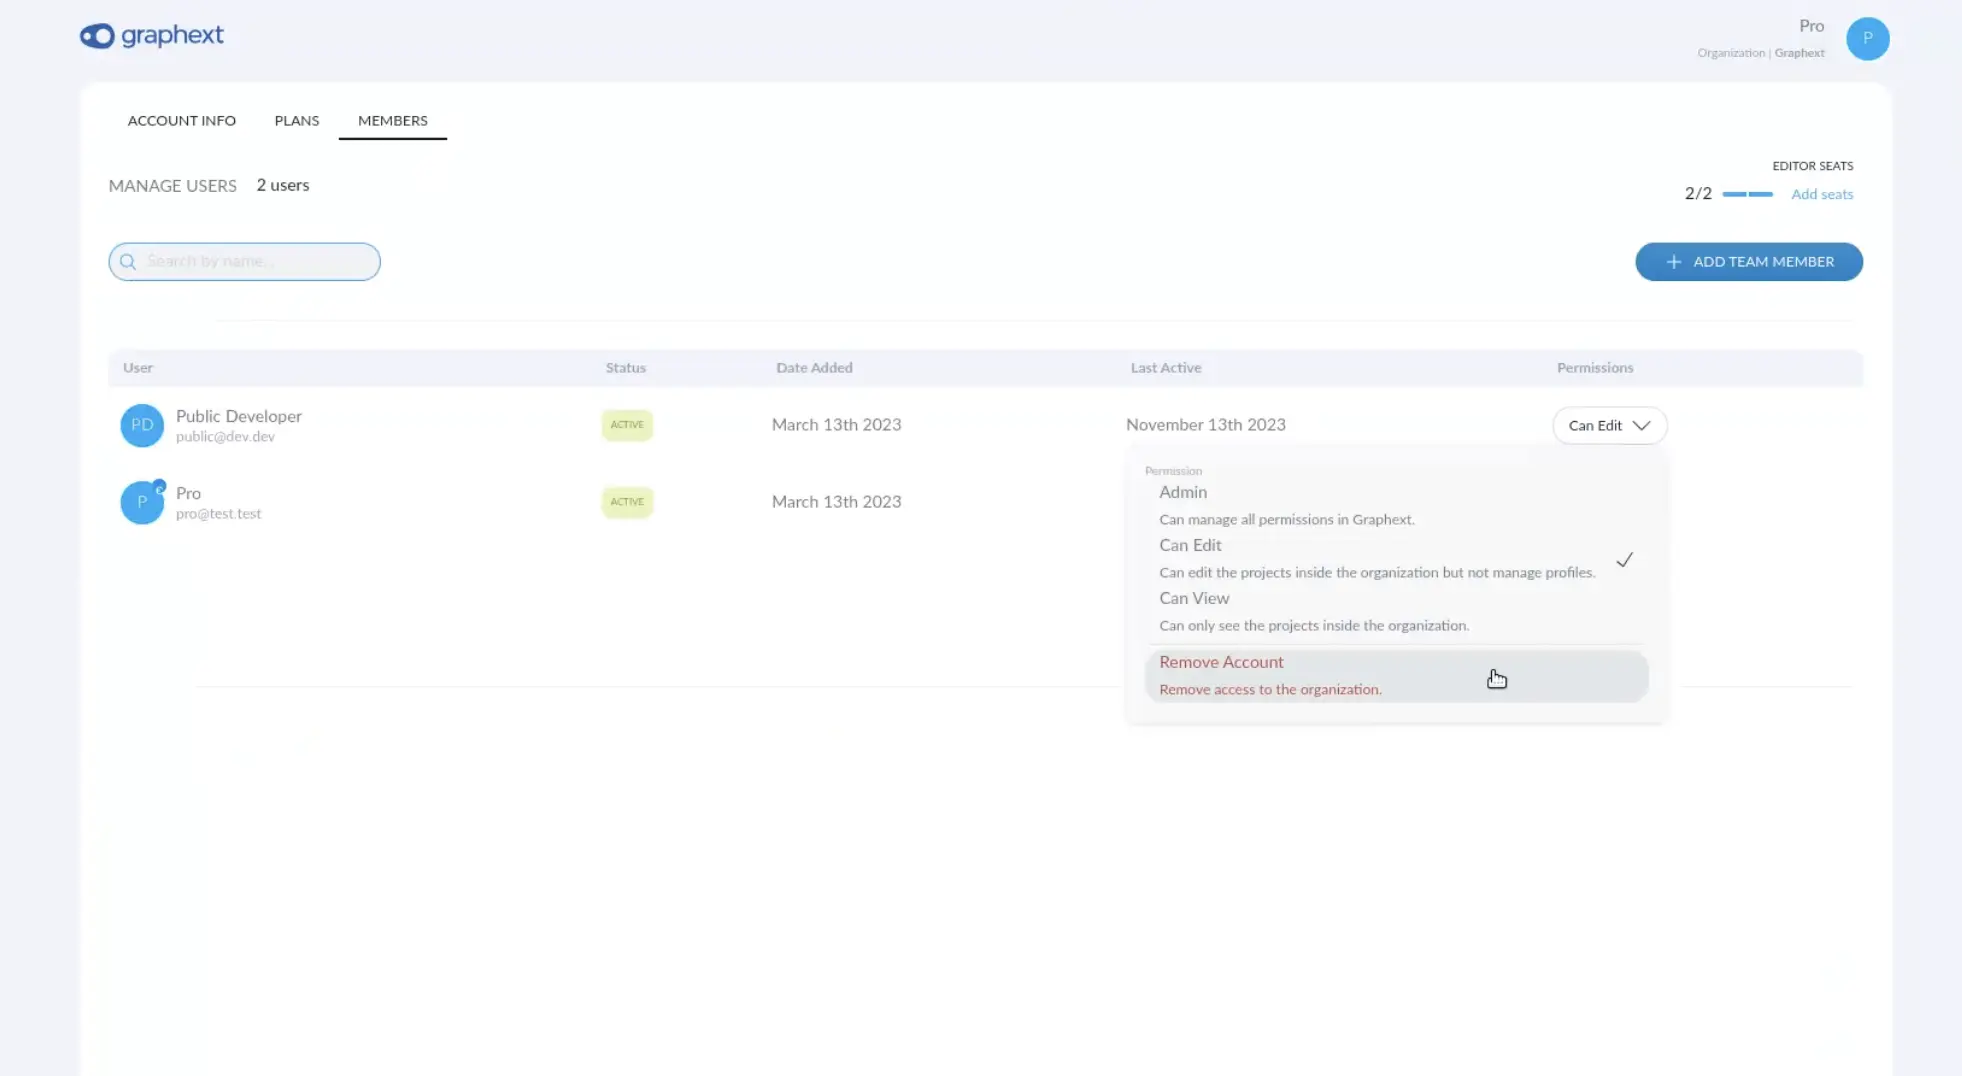 graphext
Pro
Organization | Graphext
P
ACCOUNT INFO PLANS MEMBERS
MANAGE USERS 2 users
EDITOR SEATS
2/2 Add seats
Search by name...
+ ADD TEAM MEMBER
User Status Date Added Last Active Permissions
PD Public Developer ACTIVE March 13th 2023 November 13th 2023 Can Edit
public@dev.dev
P Pro ACTIVE March 13th 2023
pro@test.test
Permission
Admin
Can manage all permissions in Graphext.
Can Edit
Can edit the projects inside the organization but not manage profiles.
Can View
Can only see the projects inside the organization.
Remove Account
Remove access to the organization.